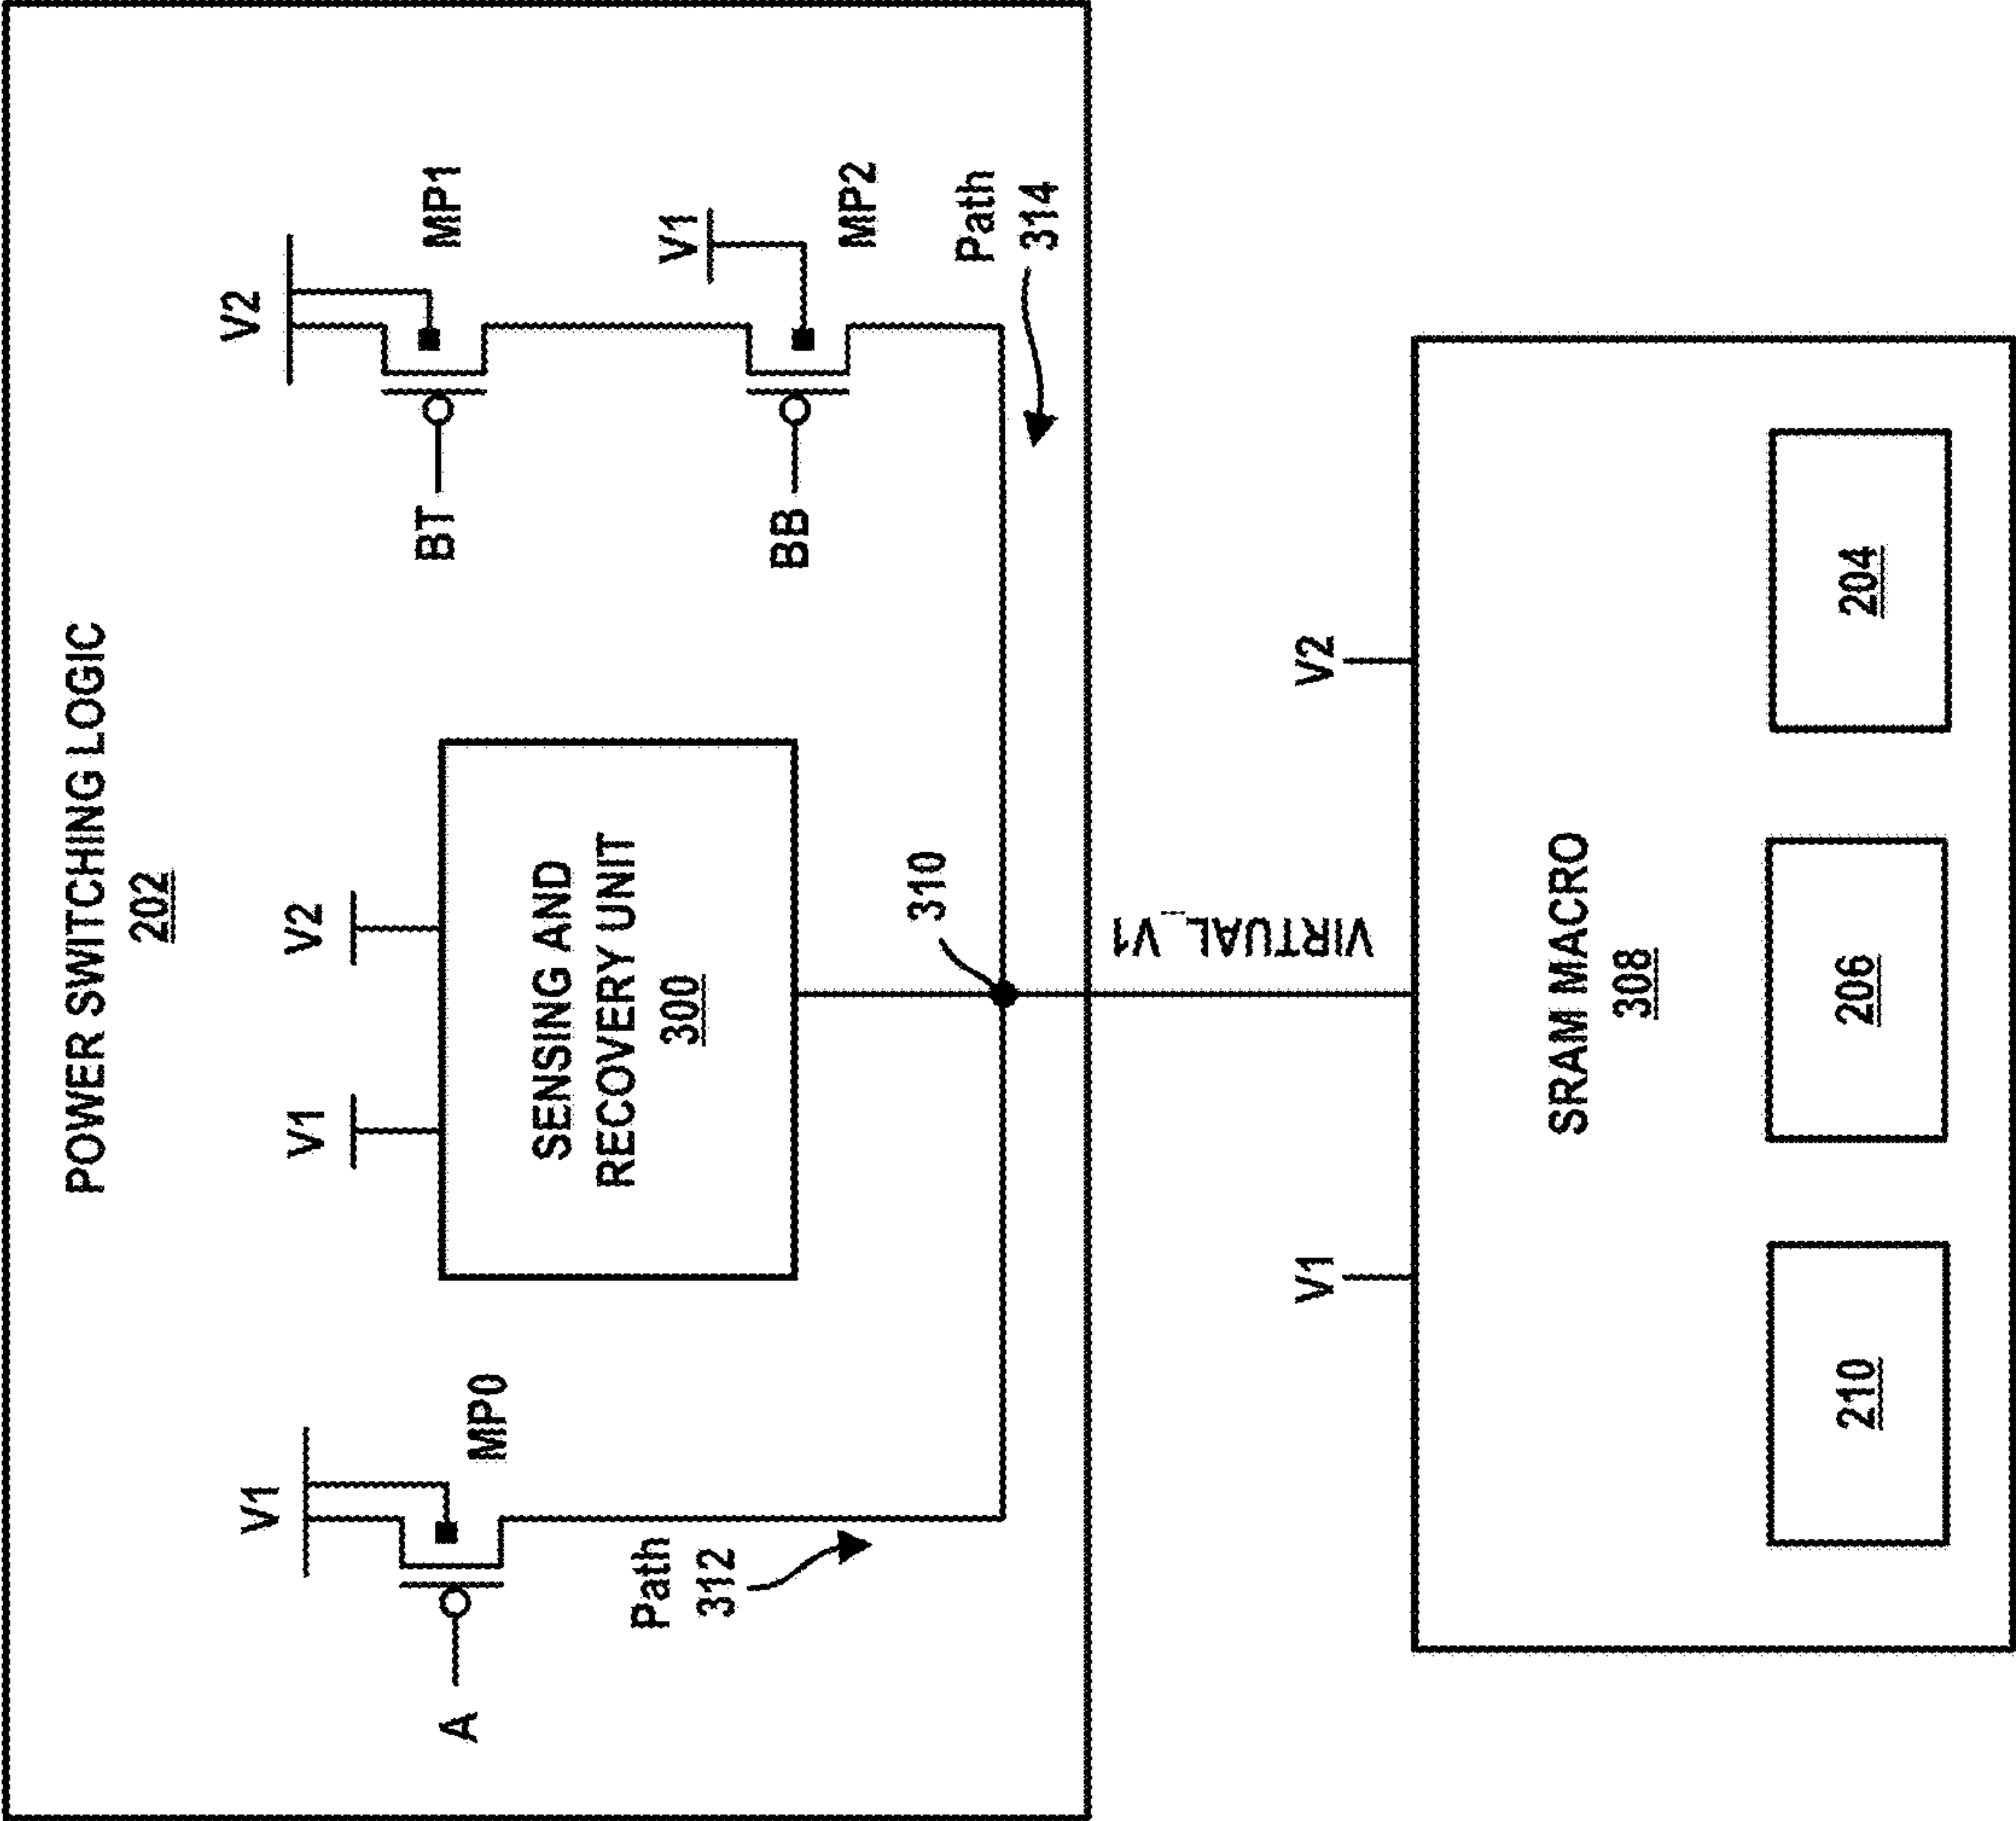 POWER SWITCHING LOGIC
202
V1
MP0
A
Path
312
V1
V2
SENSING AND
RECOVERY UNIT
300
310
V2
MP1
BT
V1
MP2
BB
Path
314
VIRTUAL_V1
V1
V2
SRAM MACRO
308
210
206
204